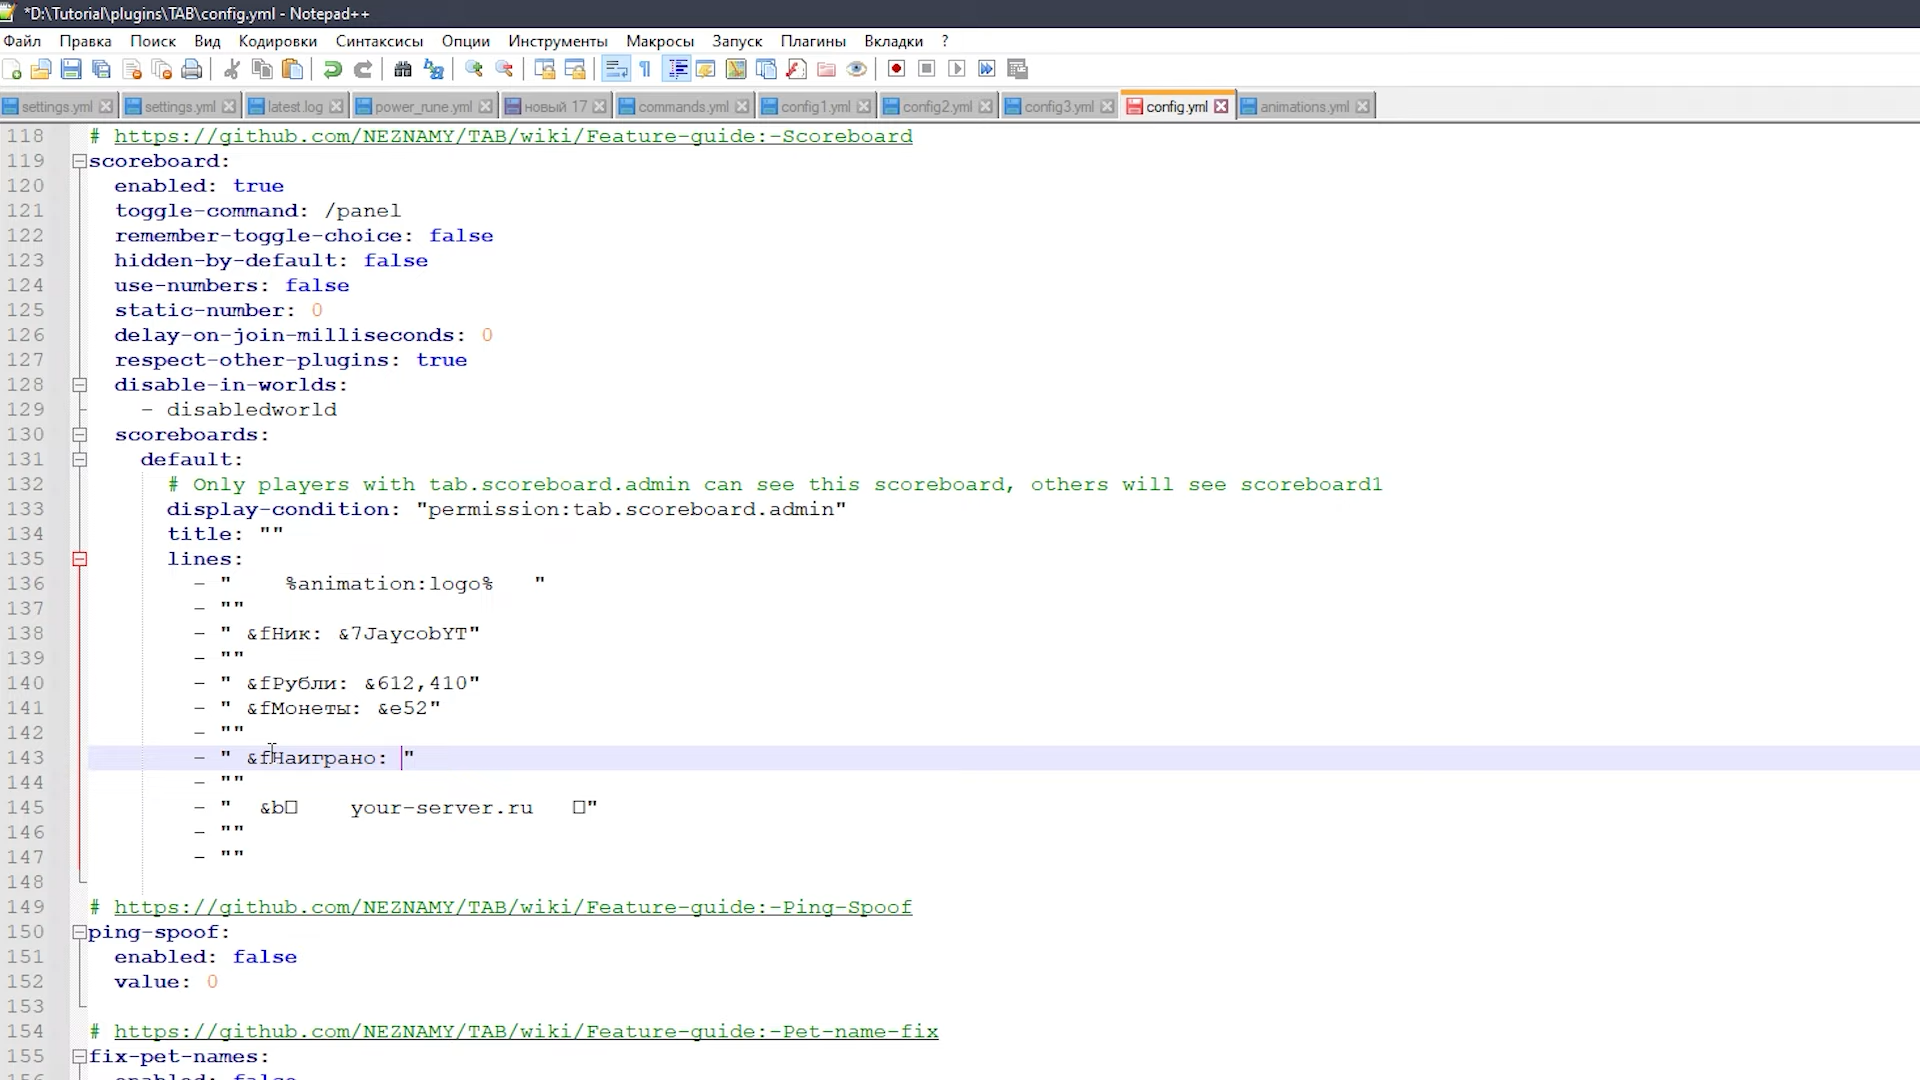 *D:\Tutorial\plugins\TAB\config.yml - Notepad++
Файл Правка Поиск Вид Кодировки Синтаксисы Опции Инструменты Макросы Запуск Плагины Вкладки ?
settings.yml settings.yml latest.log power_rune.yml новый 17 commands.yml config1.yml config2.yml config3.yml config.yml animations.yml
118 # https://github.com/NEZNAMY/TAB/wiki/Feature-guide:-Scoreboard
119 scoreboard:
120 enabled: true
121 toggle-command: /panel
122 remember-toggle-choice: false
123 hidden-by-default: false
124 use-numbers: false
125 static-number: 0
126 delay-on-join-milliseconds: 0
127 respect-other-plugins: true
128 disable-in-worlds:
129 - disabledworld
130 scoreboards:
131 default:
132 # Only players with tab.scoreboard.admin can see this scoreboard, others will see scoreboard1
133 display-condition: "permission:tab.scoreboard.admin"
134 title: ""
135 lines:
136 - "    %animation:logo%   "
137 - ""
138 - " &fНик: &7JaycobYT"
139 - ""
140 - " &fРубли: &612,410"
141 - " &fМонеты: &e52"
142 - ""
143 - " &fНаиграно: "
144 - ""
145 - "  &b□    your-server.ru   □"
146 - ""
147 - ""
148
149 # https://github.com/NEZNAMY/TAB/wiki/Feature-guide:-Ping-Spoof
150 ping-spoof:
151 enabled: false
152 value: 0
153
154 # https://github.com/NEZNAMY/TAB/wiki/Feature-guide:-Pet-name-fix
155 fix-pet-names:
156 enabled: false